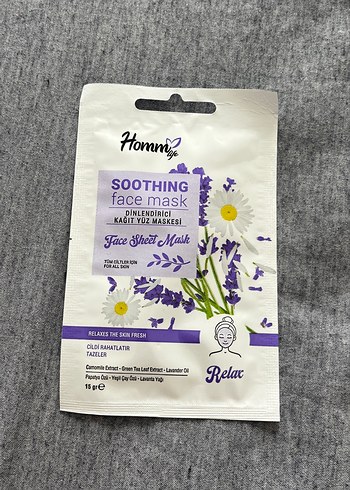 Homm
life
SOOTHING
face mask
DİNLENDİRİCİ
KAĞIT YÜZ MASKESİ
Face Sheet Mask
TÜM CİLTLER İÇİN
FOR ALL SKIN
RELAXES THE SKIN FRESH
CİLDİ RAHATLATIR
TAZELER
Camomile Extract - Green Tea Leaf Extract - Lavander Oil
Papatya Özü - Yeşil Çay Özü - Lavanta Yağı
15 gr ℮
Relax